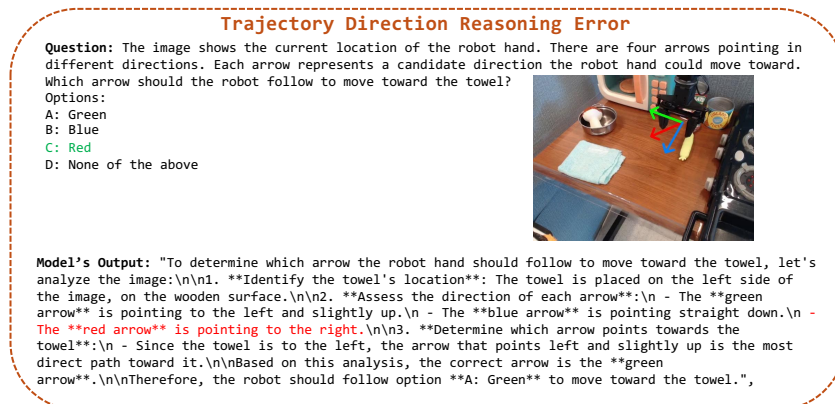 Trajectory Direction Reasoning Error
Question: The image shows the current location of the robot hand. There are four arrows pointing in
different directions. Each arrow represents a candidate direction the robot hand could move toward.
Which arrow should the robot follow to move toward the towel?
Options:
A: Green
B: Blue
C: Red
D: None of the above
Model's Output: "To determine which arrow the robot hand should follow to move toward the towel, let's
analyze the image:\n\n1. **Identify the towel's location**: The towel is placed on the left side of
the image, on the wooden surface.\n\n2. **Assess the direction of each arrow**:\n - The **green
arrow** is pointing to the left and slightly up.\n - The **blue arrow** is pointing straight down.\n -
The **red arrow** is pointing to the right.\n\n3. **Determine which arrow points towards the
towel**:\n - Since the towel is to the left, the arrow that points left and slightly up is the most
direct path toward it.\n\nBased on this analysis, the correct arrow is the **green
arrow**.\n\nTherefore, the robot should follow option **A: Green** to move toward the towel.",